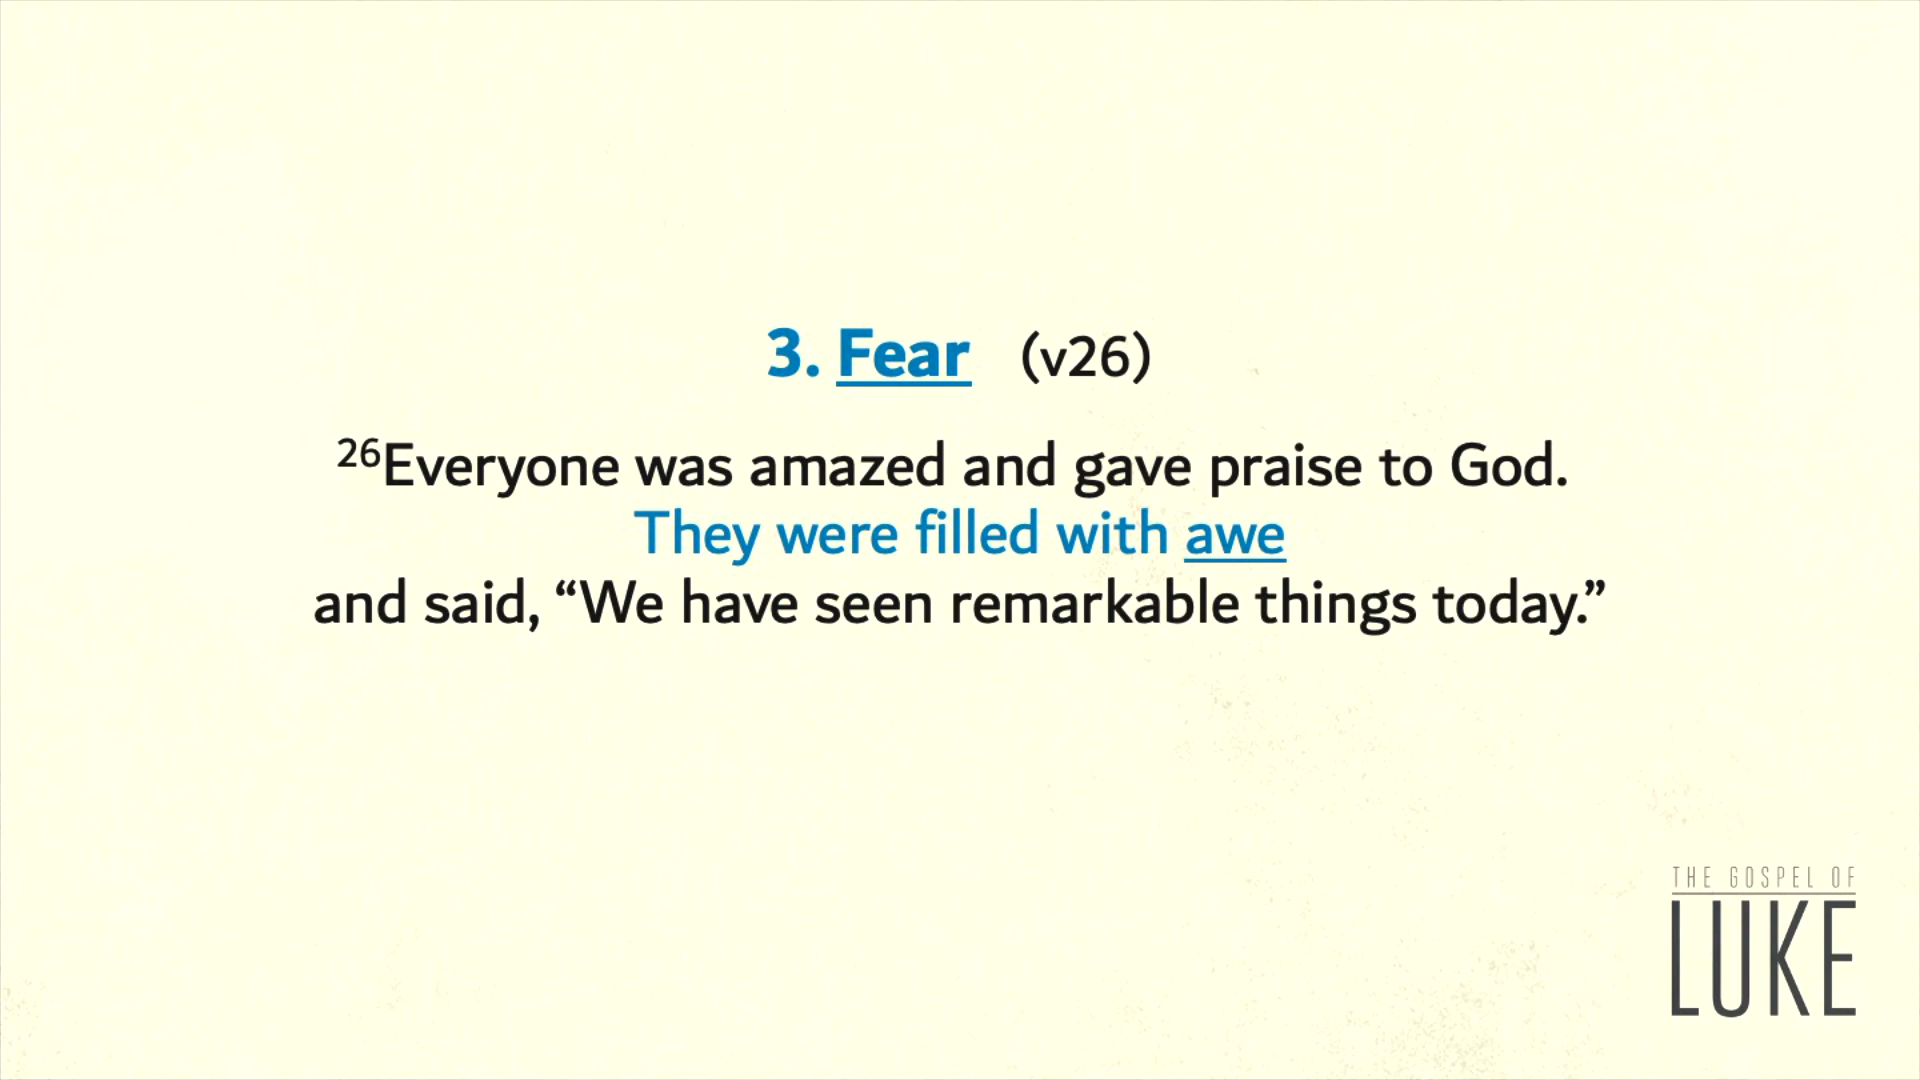 3. Fear (v26)
26Everyone was amazed and gave praise to God.
They were filled with awe
and said, “We have seen remarkable things today.”
THE GOSPEL OF
LUKE